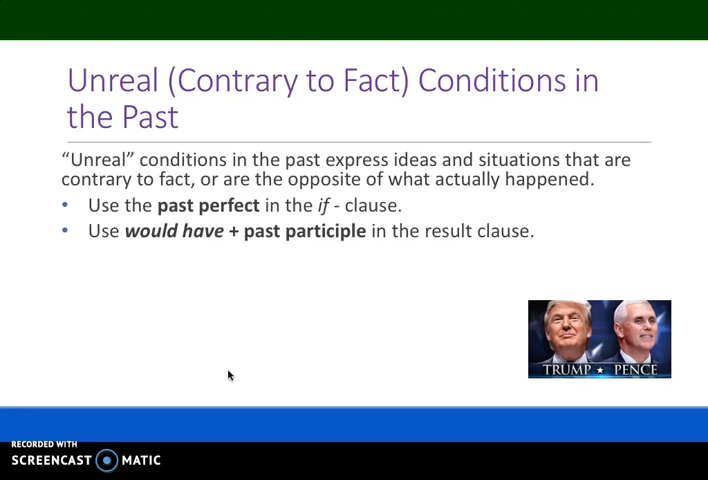 Unreal (Contrary to Fact) Conditions in
the Past
“Unreal” conditions in the past express ideas and situations that are
contrary to fact, or are the opposite of what actually happened.
• Use the past perfect in the if - clause.
• Use would have + past participle in the result clause.
TRUMP ★ PENCE
RECORDED WITH
SCREENCAST MATIC